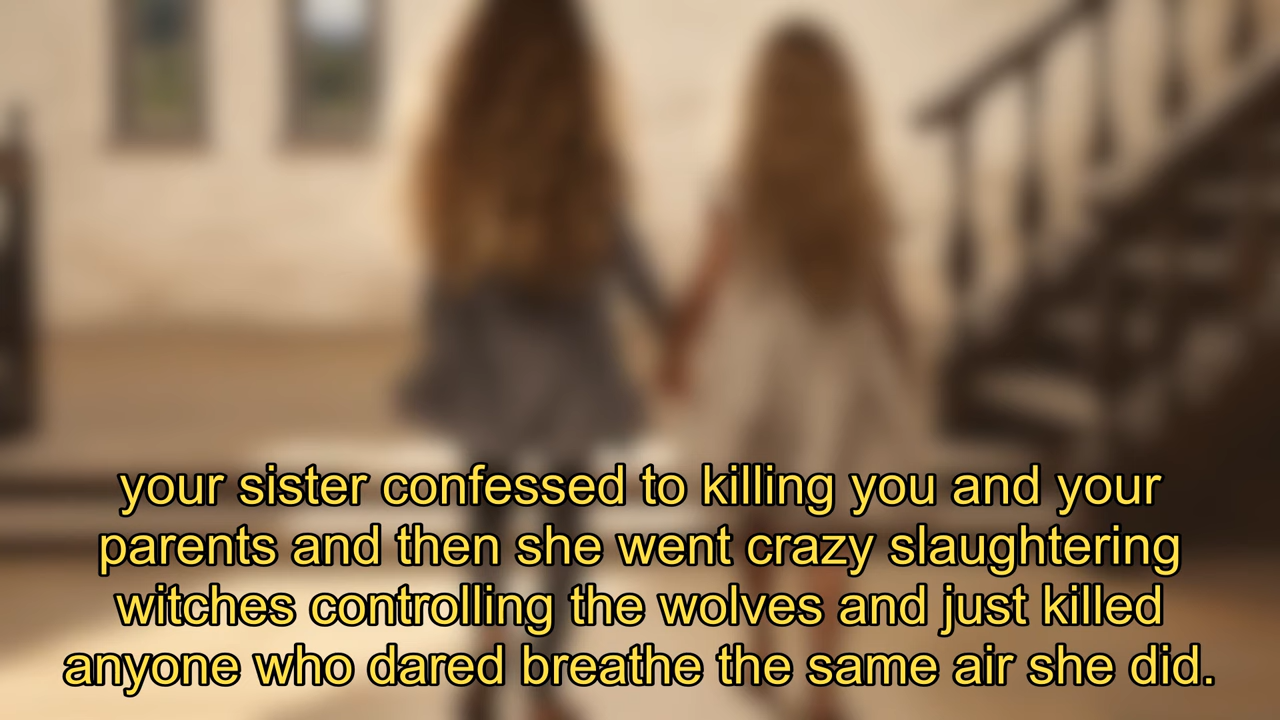 your sister confessed to killing you and your
parents and then she went crazy slaughtering
witches controlling the wolves and just killed
anyone who dared breathe the same air she did.